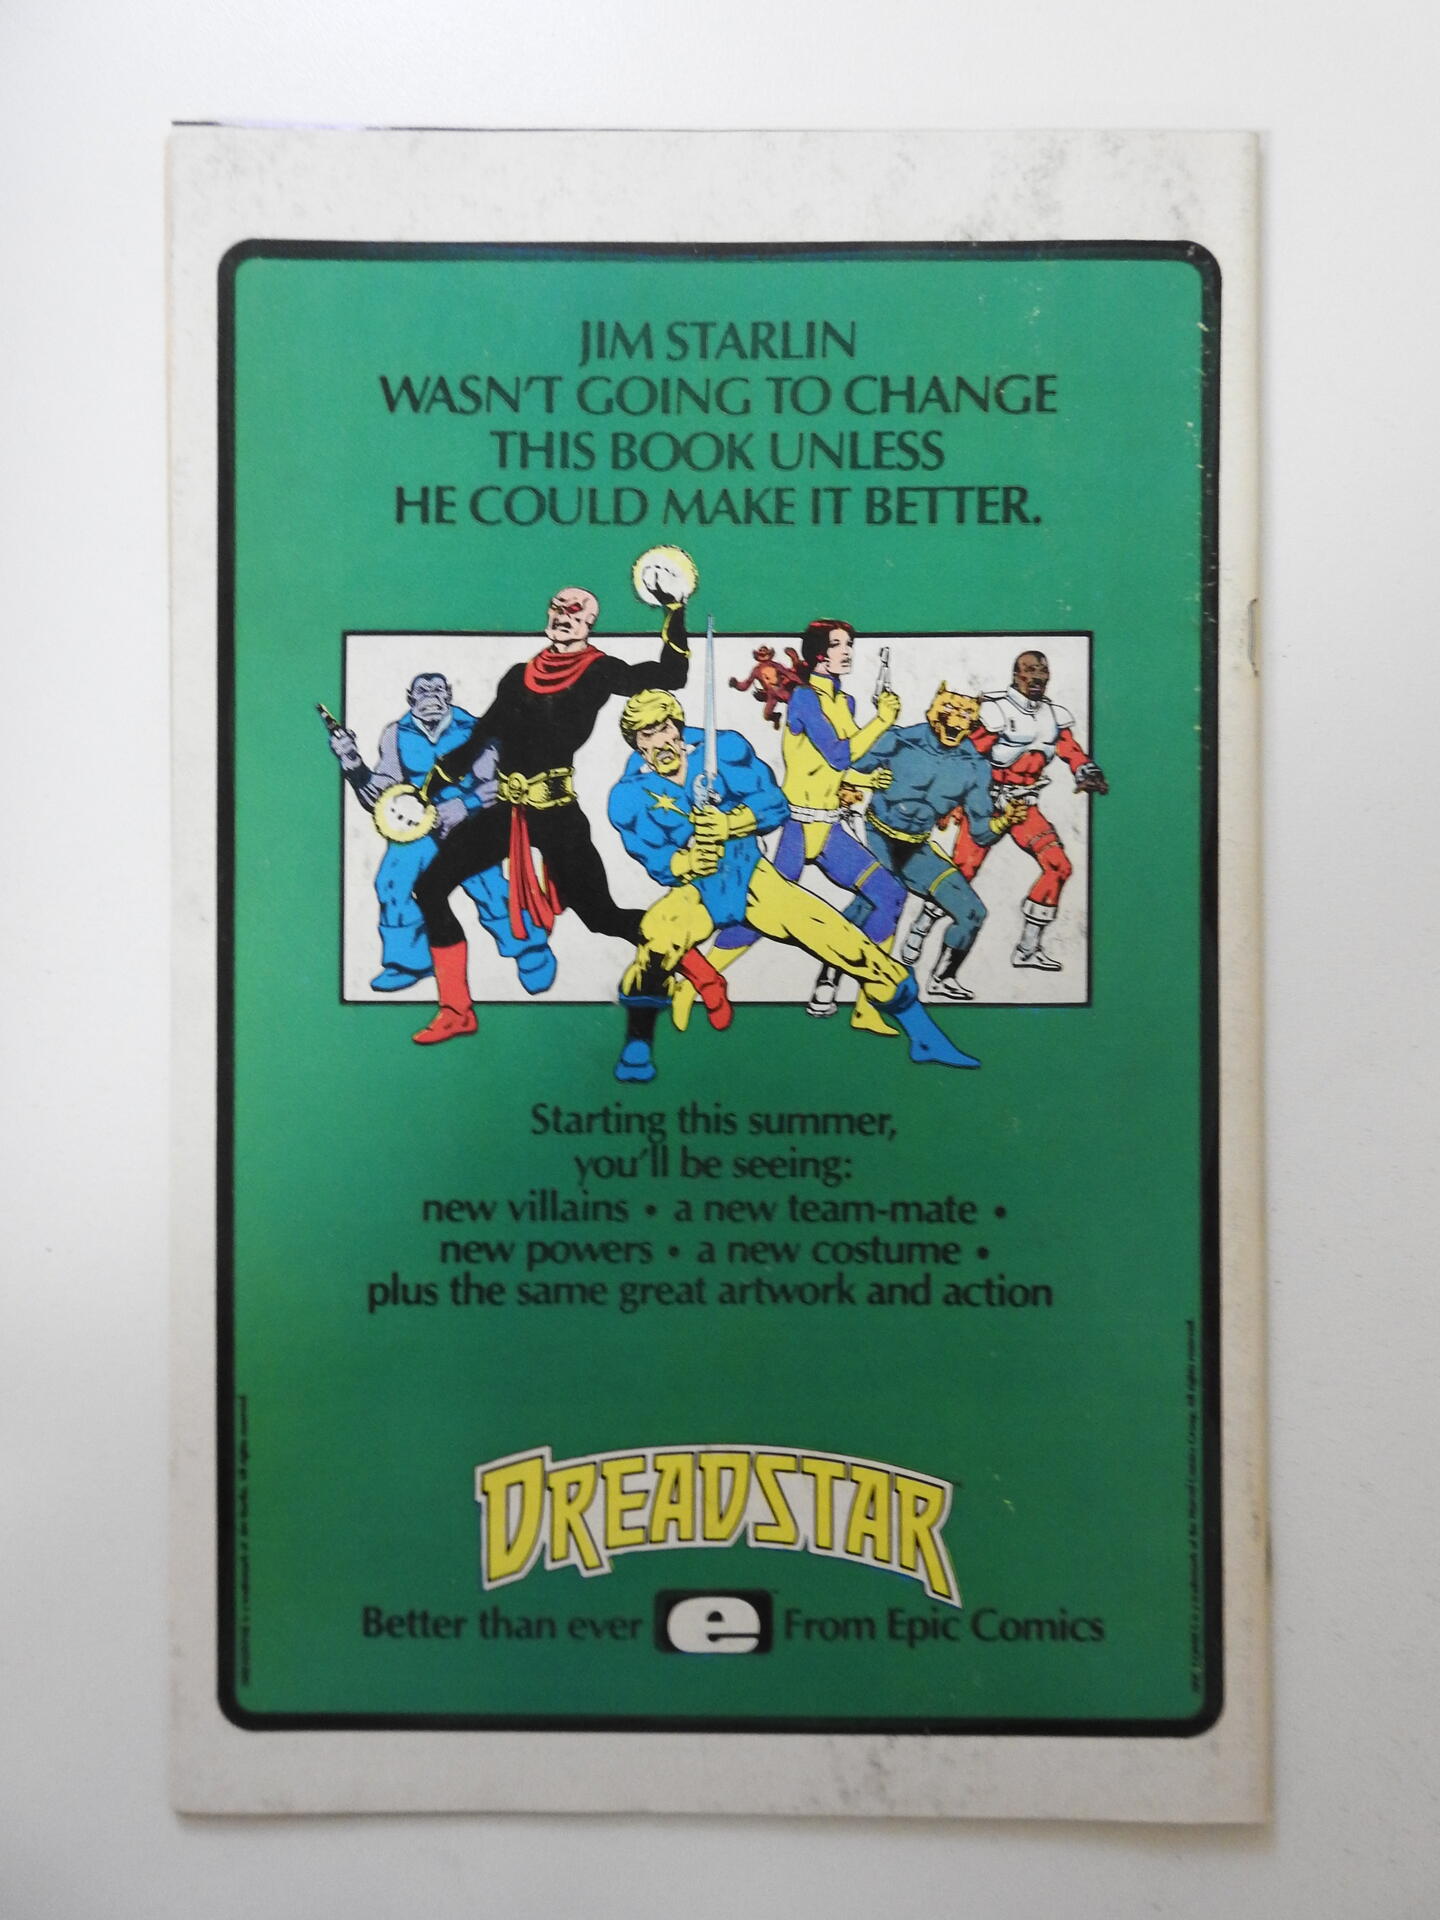 JIM STARLIN
WASN'T GOING TO CHANGE
THIS BOOK UNLESS
HE COULD MAKE IT BETTER.
Starting this summer,
you'll be seeing:
new villains • a new team-mate •
new powers • a new costume •
plus the same great artwork and action
DREADSTAR
Better than ever e From Epic Comics